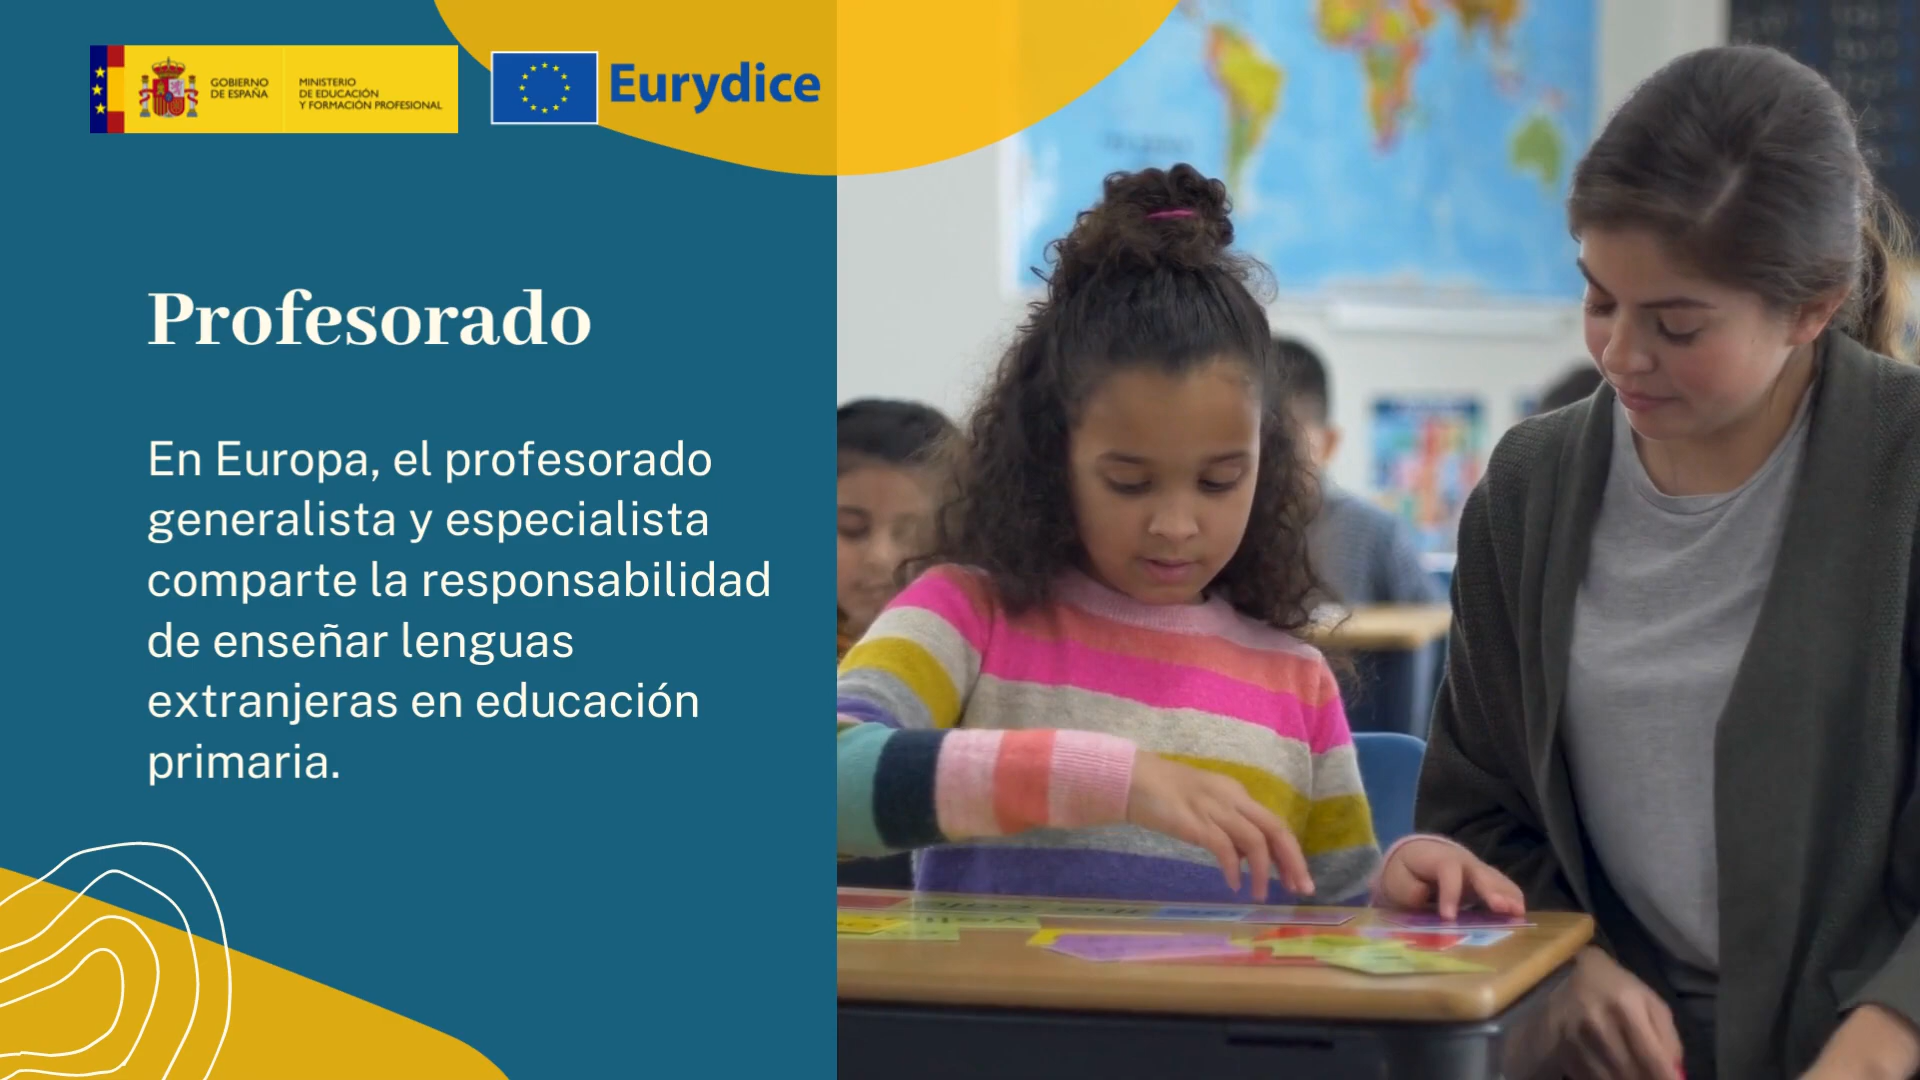 GOBIERNO
DE ESPAÑA
MINISTERIO
DE EDUCACIÓN
Y FORMACIÓN PROFESIONAL
Eurydice
Profesorado
En Europa, el profesorado
generalista y especialista
comparte la responsabilidad
de enseñar lenguas
extranjeras en educación
primaria.